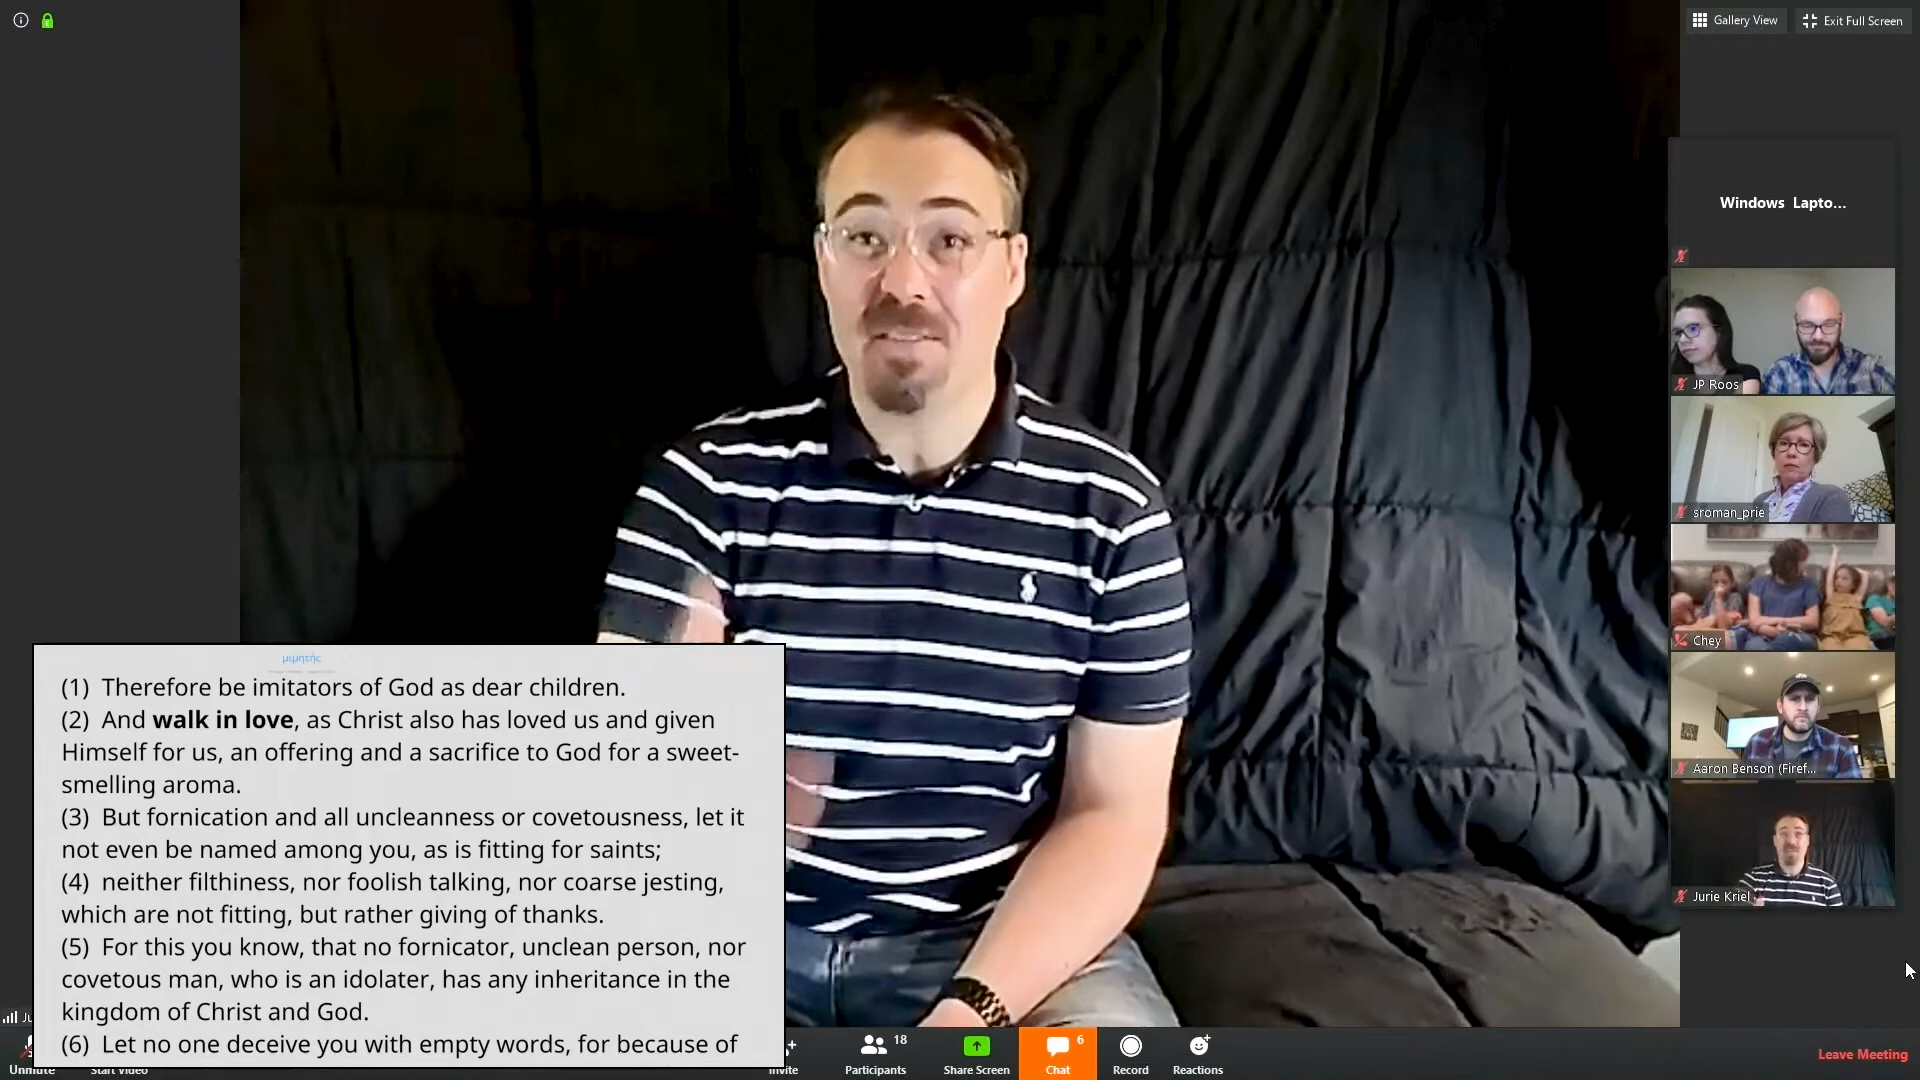 Gallery View
Exit Full Screen
Windows Lapto...
JP Roos
sroman_prie
Chey
Aaron Benson (Firef...
Jurie Kriel
μιμητής
(1) Therefore be imitators of God as dear children.
(2) And walk in love, as Christ also has loved us and given
Himself for us, an offering and a sacrifice to God for a sweet-
smelling aroma.
(3) But fornication and all uncleanness or covetousness, let it
not even be named among you, as is fitting for saints;
(4) neither filthiness, nor foolish talking, nor coarse jesting,
which are not fitting, but rather giving of thanks.
(5) For this you know, that no fornicator, unclean person, nor
covetous man, who is an idolater, has any inheritance in the
kingdom of Christ and God.
(6) Let no one deceive you with empty words, for because of
18
6
Unmute
Start Video
Invite
Participants
Share Screen
Chat
Record
Reactions
Leave Meeting